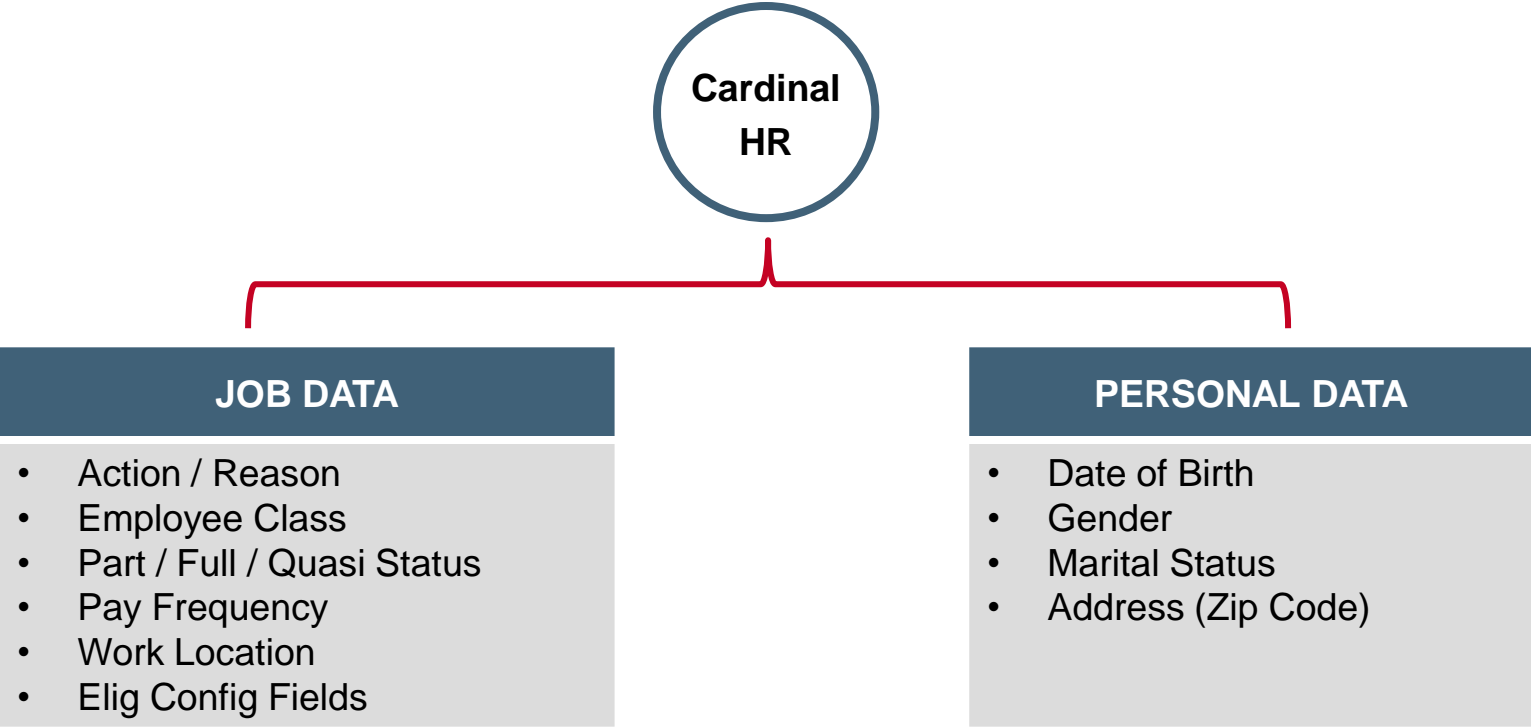 Cardinal
HR
JOB DATA
• Action / Reason
• Employee Class
• Part / Full / Quasi Status
• Pay Frequency
• Work Location
• Elig Config Fields
PERSONAL DATA
• Date of Birth
• Gender
• Marital Status
• Address (Zip Code)